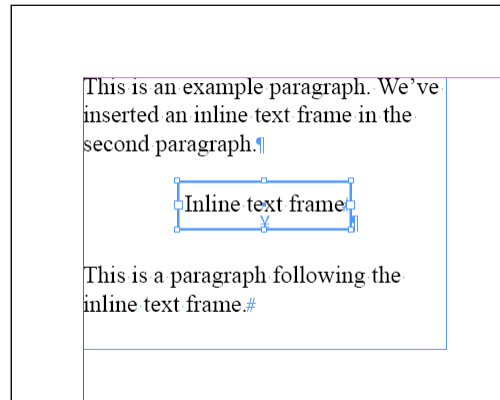 This is an example paragraph. We've
inserted an inline text frame in the
second paragraph.¶
Inline text frame
This is a paragraph following the
inline text frame.#